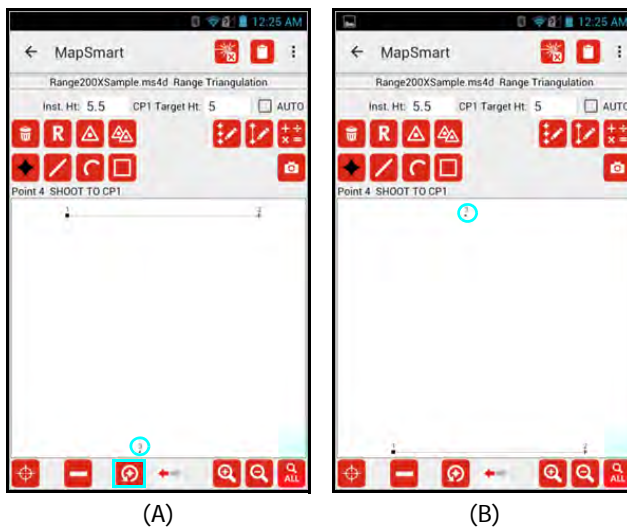 12:25 AM
MapSmart
Range200XSample.ms4d Range Triangulation
Inst. Ht: 5.5 CP1 Target Ht: 5 AUTO
R
Point 4 SHOOT TO CP1
1 2
3
ALL
(A)
12:25 AM
MapSmart
Range200XSample.ms4d Range Triangulation
Inst. Ht: 5.5 CP1 Target Ht: 5 AUT
R
Point 4 SHOOT TO CP1
3
1 2
ALL
(B)